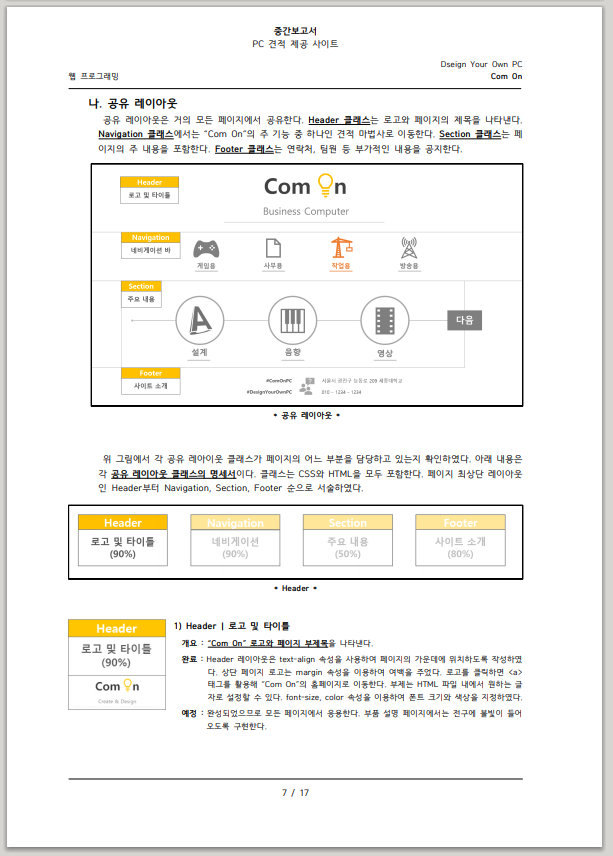 중간보고서
PC 견적 제공 사이트
Dseign Your Own PC
웹 프로그래밍
Com On
나. 공유 레이아웃
공유 레이아웃은 거의 모든 페이지에서 공유한다. Header 클래스는 로고와 페이지의 제목을 나타낸다.
Navigation 클래스에서는 "Com On"의 주 기능 중 하나인 견적 마법사로 이동한다. Section 클래스는 페
이지의 주 내용을 포함한다. Footer 클래스는 연락처, 팀원 등 부가적인 내용을 공지한다.
Header
로고 및 타이틀
Com On
Business Computer
Navigation
네비게이션 바
게임용
사무용
작업용
방송용
Section
주요 내용
설계
음향
영상
다음
Footer
사이트 소개
#ComOnPC
#DesignYourOwnPC
서울시 광진구 능동로 209 세종대학교
010 - 1234 - 1234
* 공유 레이아웃 *
위 그림에서 각 공유 레아이웃 클래스가 페이지의 어느 부분을 담당하고 있는지 확인하였다. 아래 내용은
각 공유 레이아웃 클래스의 명세서이다. 클래스는 CSS와 HTML을 모두 포함한다. 페이지 최상단 레이아웃
인 Header부터 Navigation, Section, Footer 순으로 서술하였다.
Header
로고 및 타이틀
(90%)
Navigation
네비게이션
(90%)
Section
주요 내용
(50%)
Footer
사이트 소개
(80%)
* Header *
Header
로고 및 타이틀
(90%)
Com On
Create & Design
1) Header | 로고 및 타이틀
개요 : "Com On" 로고와 페이지 부제목을 나타낸다.
완료 : Header 레이아웃은 text-align 속성을 사용하여 페이지의 가운데에 위치하도록 작성하였
다. 상단 페이지 로고는 margin 속성을 이용하여 여백을 주었다. 로고를 클릭하면 <a>
태그를 활용해 "Com On"의 홈페이지로 이동한다. 부제는 HTML 파일 내에서 원하는 글
자로 설정할 수 있다. font-size, color 속성을 이용하여 폰트 크기와 색상을 지정하였다.
예정 : 완성되었으므로 모든 페이지에서 응용한다. 부품 설명 페이지에서는 전구에 불빛이 들어
오도록 구현한다.
7 / 17